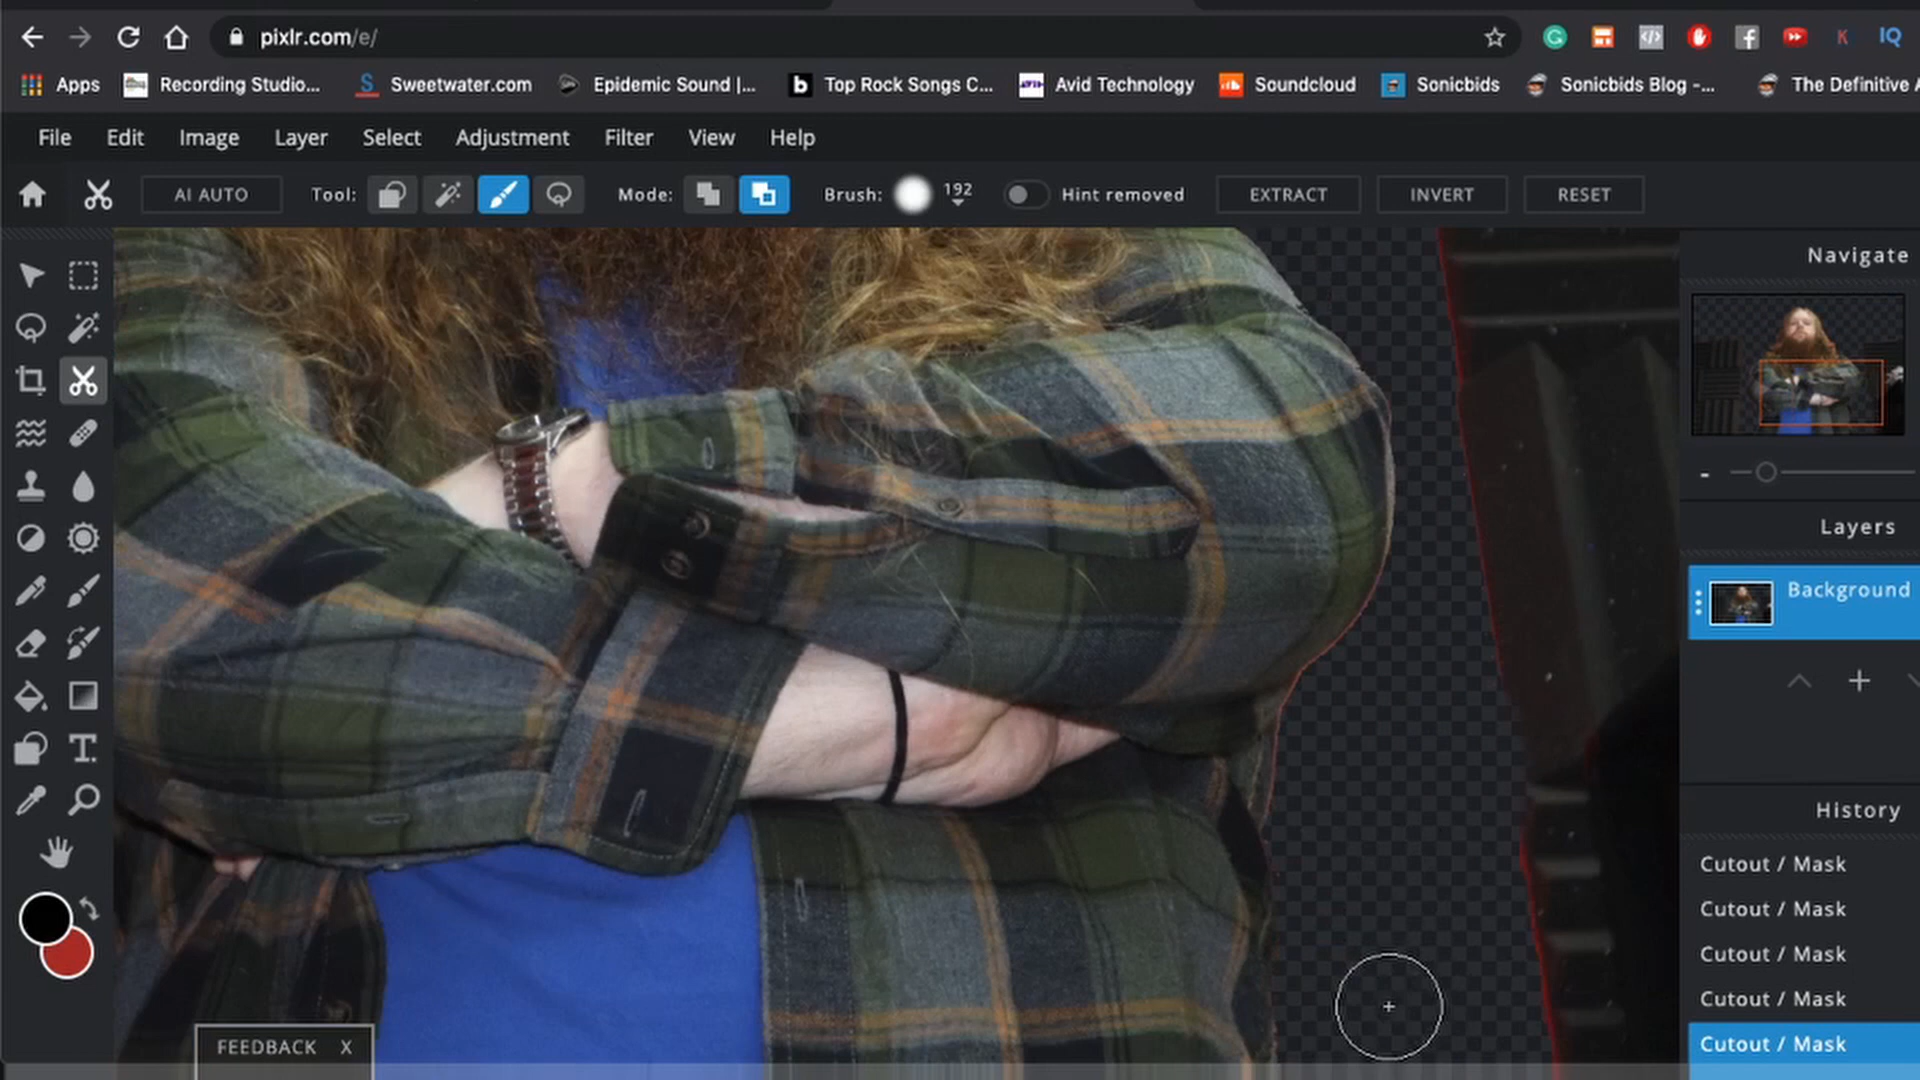 pixlr.com/e/
Apps Recording Studio... Sweetwater.com Epidemic Sound |... Top Rock Songs C... Avid Technology Soundcloud Sonicbids Sonicbids Blog -... The Definitive A
File Edit Image Layer Select Adjustment Filter View Help
AI AUTO Tool: Mode: Brush: 192 Hint removed EXTRACT INVERT RESET
Navigate
Layers
Background
History
Cutout / Mask
Cutout / Mask
Cutout / Mask
Cutout / Mask
Cutout / Mask
FEEDBACK X